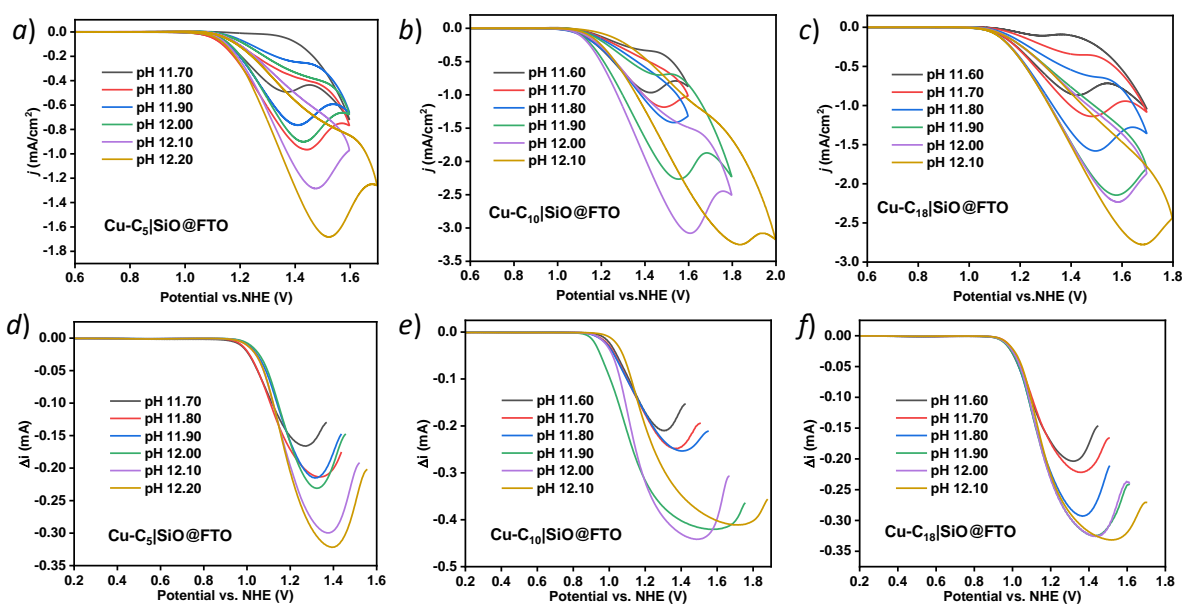 a)
0.0
-0.2
-0.4
-0.6
-0.8
-1.0
-1.2
-1.4
-1.6
-1.8
j (mA/cm²)
pH 11.70
pH 11.80
pH 11.90
pH 12.00
pH 12.10
pH 12.20
Cu-C₅|SiO@FTO
0.6 0.8 1.0 1.2 1.4 1.6
Potential vs.NHE (V)
b)
0.0
-0.5
-1.0
-1.5
-2.0
-2.5
-3.0
-3.5
j (mA/cm²)
pH 11.60
pH 11.70
pH 11.80
pH 11.90
pH 12.00
pH 12.10
Cu-C₁₀|SiO@FTO
0.6 0.8 1.0 1.2 1.4 1.6 1.8 2.0
Potential vs.NHE (V)
c)
0.0
-0.5
-1.0
-1.5
-2.0
-2.5
-3.0
j (mA/cm²)
pH 11.60
pH 11.70
pH 11.80
pH 11.90
pH 12.00
pH 12.10
Cu-C₁₈|SiO@FTO
0.6 0.8 1.0 1.2 1.4 1.6 1.8
Potential vs.NHE (V)
d)
0.00
-0.05
-0.10
-0.15
-0.20
-0.25
-0.30
-0.35
Δi (mA)
pH 11.70
pH 11.80
pH 11.90
pH 12.00
pH 12.10
pH 12.20
Cu-C₅|SiO@FTO
0.2 0.4 0.6 0.8 1.0 1.2 1.4 1.6
Potential vs. NHE (V)
e)
0.0
-0.1
-0.2
-0.3
-0.4
-0.5
Δi (mA)
pH 11.60
pH 11.70
pH 11.80
pH 11.90
pH 12.00
pH 12.10
Cu-C₁₀|SiO@FTO
0.2 0.4 0.6 0.8 1.0 1.2 1.4 1.6 1.8
Potential vs. NHE (V)
f)
0.00
-0.05
-0.10
-0.15
-0.20
-0.25
-0.30
-0.35
Δi (mA)
pH 11.60
pH 11.70
pH 11.80
pH 11.90
pH 12.00
pH 12.10
Cu-C₁₈|SiO@FTO
0.2 0.4 0.6 0.8 1.0 1.2 1.4 1.6 1.8
Potential vs. NHE (V)